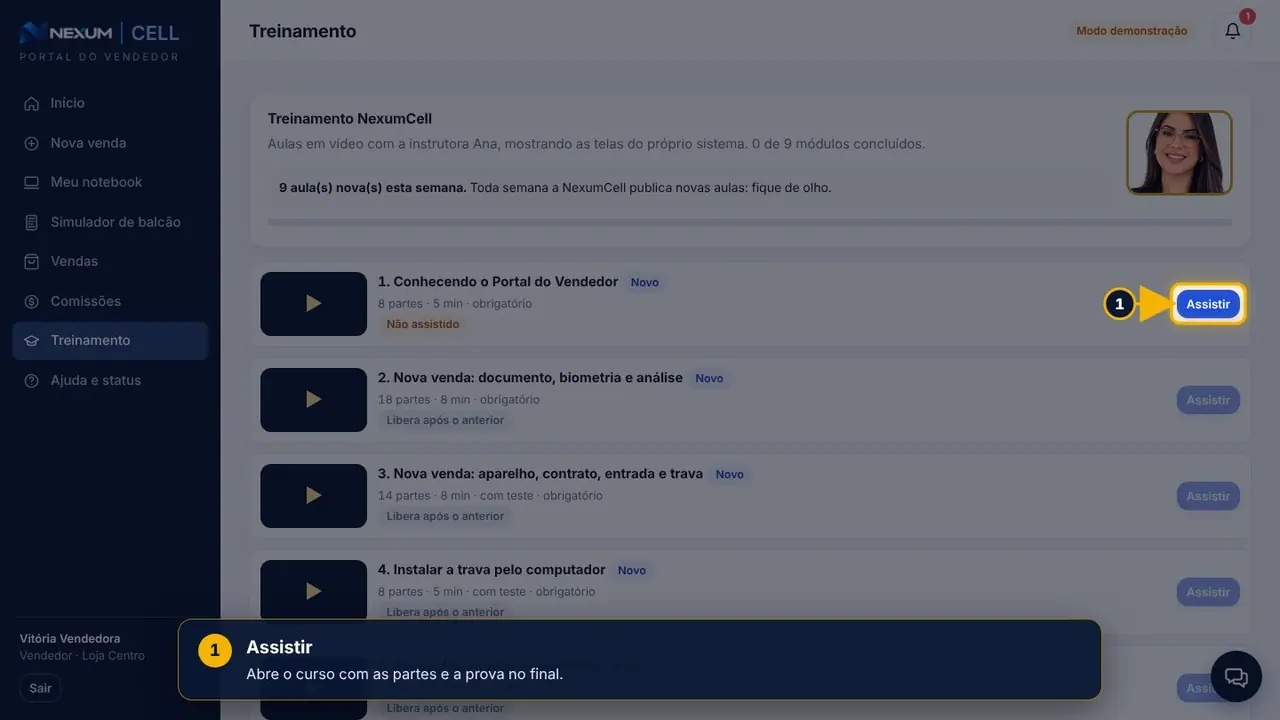 NEXUM | CELL
PORTAL DO VENDEDOR
Início
Nova venda
Meu notebook
Simulador de balcão
Vendas
Comissões
Treinamento
Ajuda e status
Vitória Vendedora
Vendedor · Loja Centro
Sair
Treinamento
Modo demonstração
1
Treinamento NexumCell
Aulas em vídeo com a instrutora Ana, mostrando as telas do próprio sistema. 0 de 9 módulos concluídos.
9 aula(s) nova(s) esta semana. Toda semana a NexumCell publica novas aulas: fique de olho.
1. Conhecendo o Portal do Vendedor Novo
8 partes · 5 min · obrigatório
Não assistido
1
Assistir
2. Nova venda: documento, biometria e análise Novo
18 partes · 8 min · obrigatório
Libera após o anterior
Assistir
3. Nova venda: aparelho, contrato, entrada e trava Novo
14 partes · 8 min · com teste · obrigatório
Libera após o anterior
Assistir
4. Instalar a trava pelo computador Novo
8 partes · 5 min · com teste · obrigatório
Libera após o anterior
Assistir
1 Assistir
Abre o curso com as partes e a prova no final.
Libera após o anterior